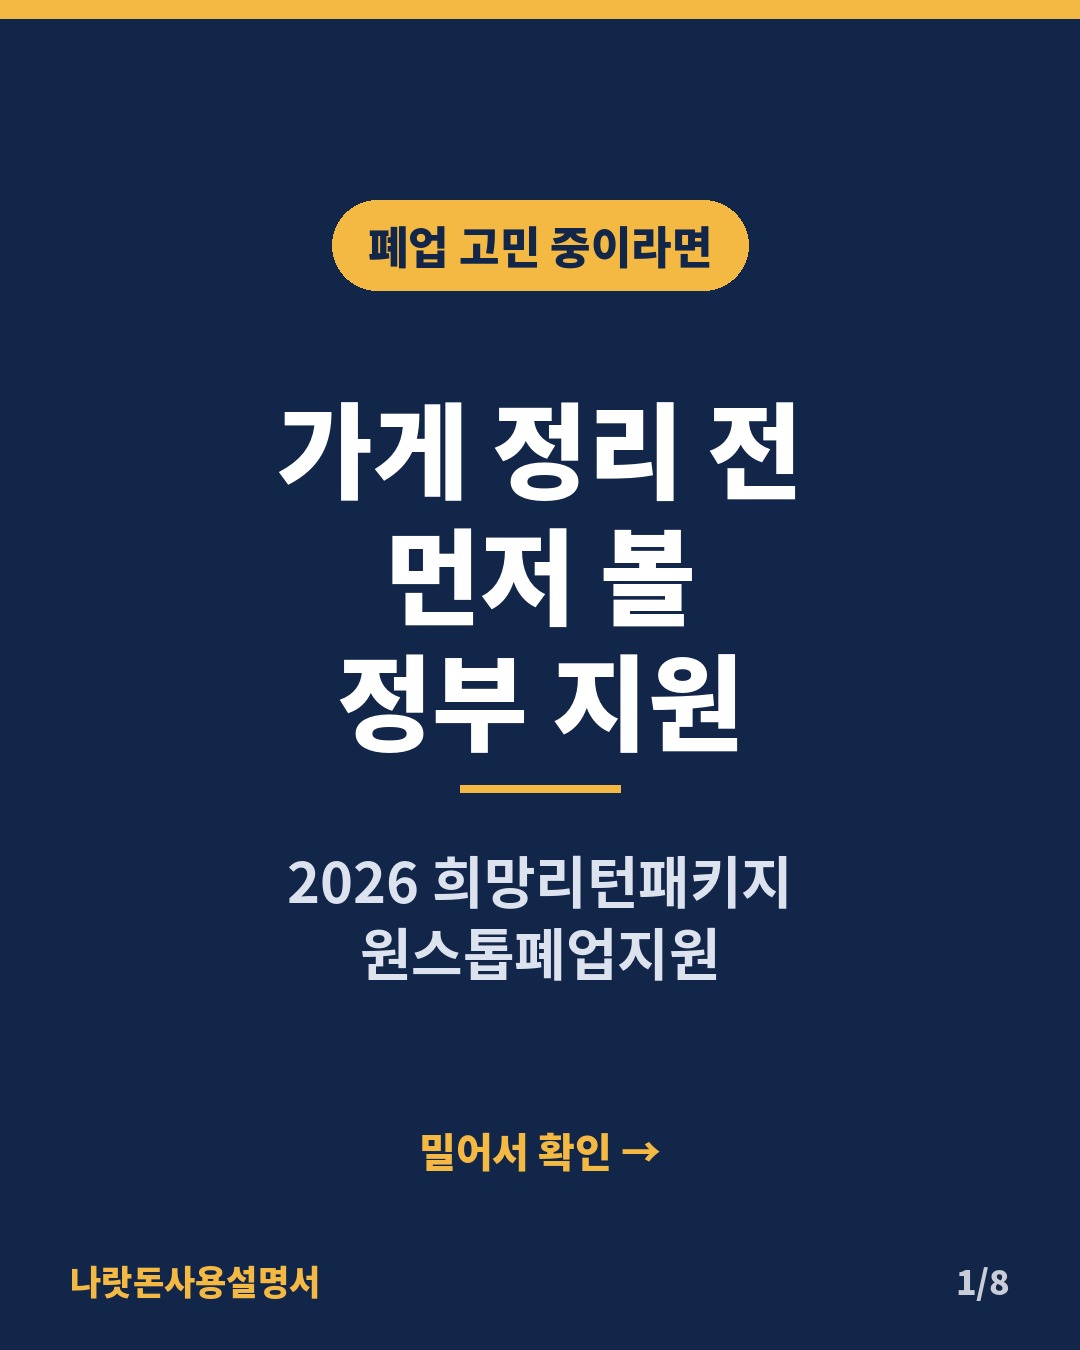 폐업 고민 중이라면
가게 정리 전
먼저 볼
정부 지원
2026 희망리턴패키지
원스톱폐업지원
밀어서 확인 →
나랏돈사용설명서
1/8